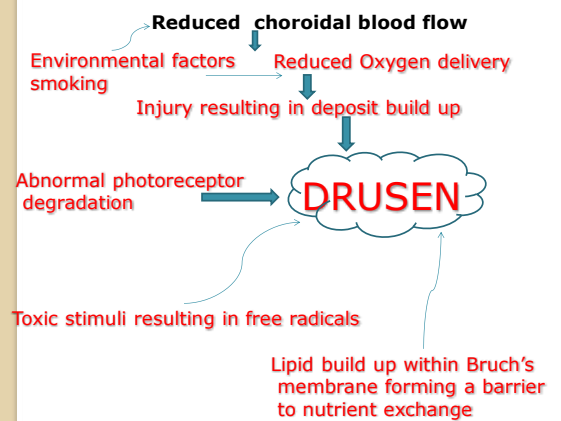 Reduced  choroidal blood flow
Environmental factors
smoking
Reduced Oxygen delivery
Injury resulting in deposit build up
Abnormal photoreceptor
degradation
DRUSEN
Toxic stimuli resulting in free radicals
Lipid build up within Bruch’s
membrane forming a barrier
to nutrient exchange